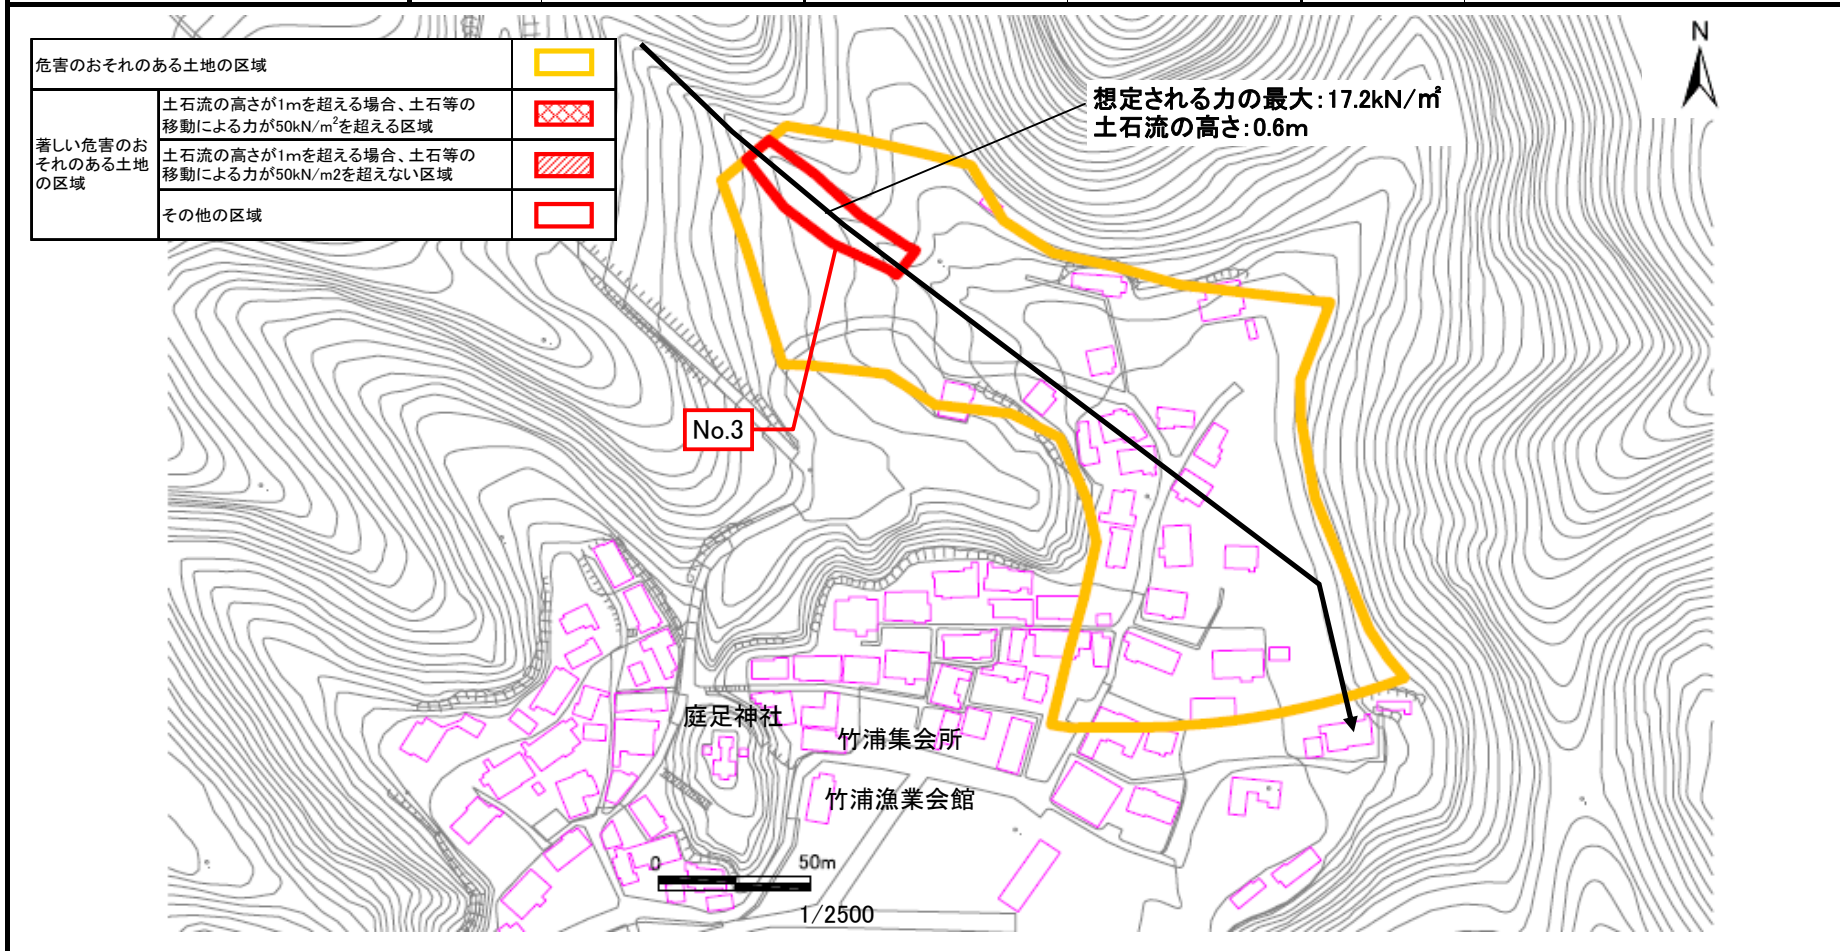 危害のおそれのある土地の区域
著しい危害のお
それのある土地
の区域
土石流の高さが1mを超える場合、土石等の
移動による力が50kN/m²を超える区域
土石流の高さが1mを超える場合、土石等の
移動による力が50kN/m2を超えない区域
その他の区域
N
想定される力の最大：17.2kN/㎡
土石流の高さ：0.6m
No.3
庭足神社
竹浦集会所
竹浦漁業会館
0 50m
1/2500